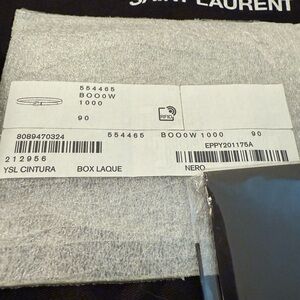 SAINT LAURENT
554465
BOO0W
1000
90
RFID
8089470324 554465 BOO0W 1000 90
EPPY201175A
212956
YSL CINTURA BOX LAQUE NERO